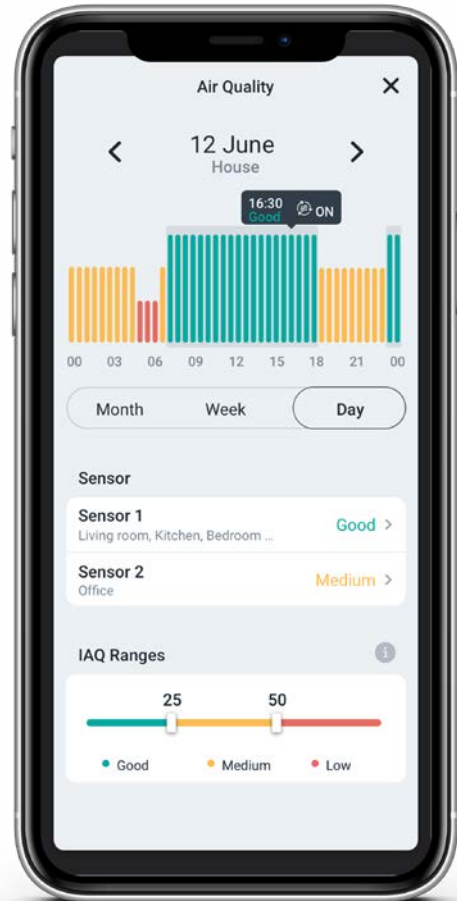 Air Quality
12 June
House
16:30 ON
Good
00 03 06 09 12 15 18 21 00
Month Week Day
Sensor
Sensor 1
Living room, Kitchen, Bedroom ...
Good
Sensor 2
Office
Medium
IAQ Ranges
25 50
Good Medium Low